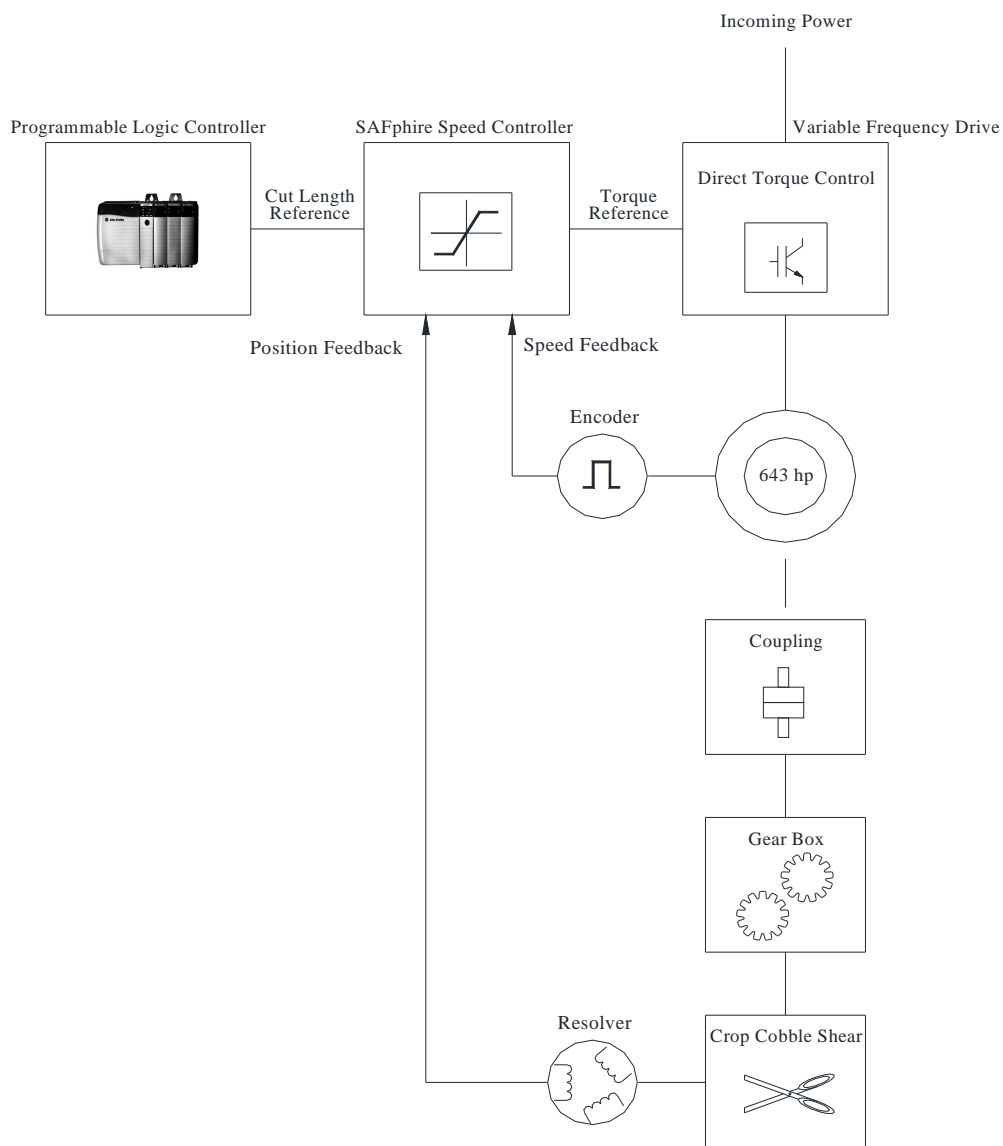 Incoming Power
Programmable Logic Controller
SAFphire Speed Controller
Variable Frequency Drive
Cut Length
Reference
Torque
Reference
Direct Torque Control
Position Feedback
Speed Feedback
Encoder
643 hp
Coupling
Gear Box
Resolver
Crop Cobble Shear